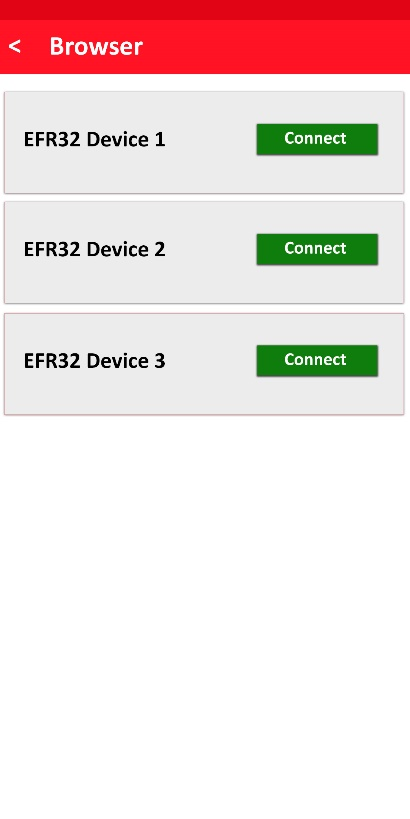 < Browser
EFR32 Device 1 Connect
EFR32 Device 2 Connect
EFR32 Device 3 Connect